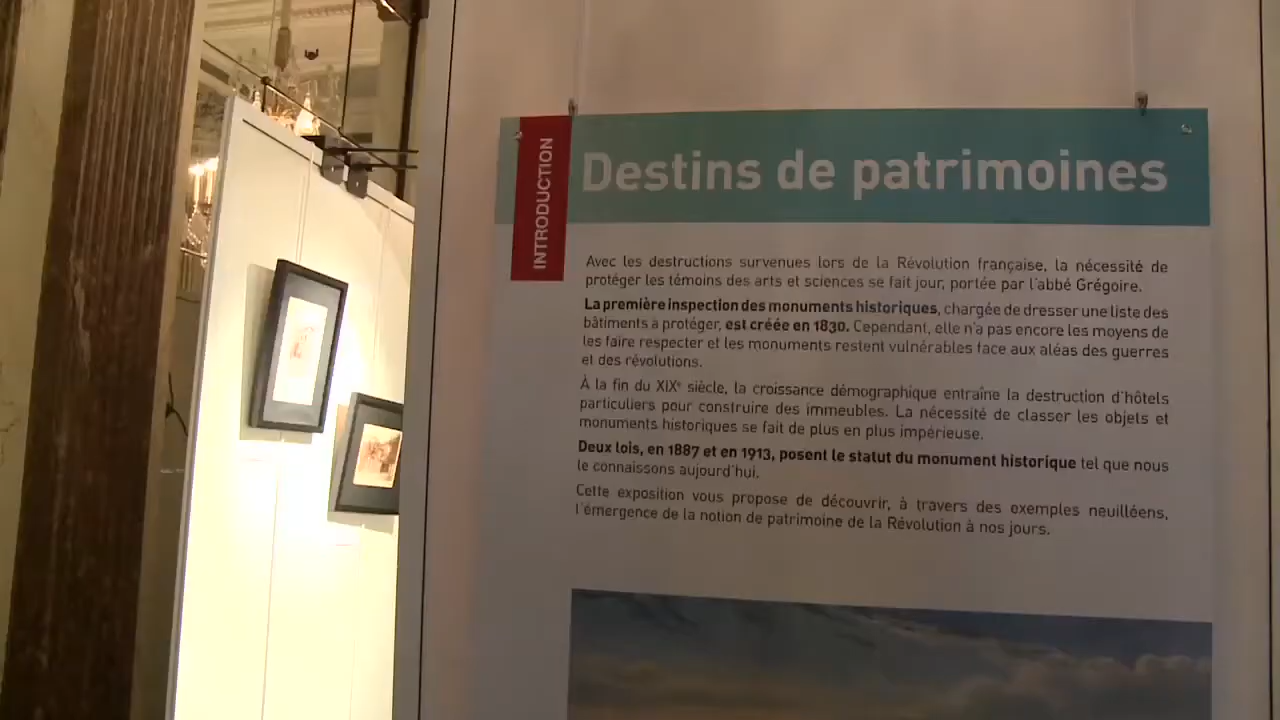 INTRODUCTION
Destins de patrimoines
Avec les destructions survenues lors de la Révolution française, la nécessité de
protéger les témoins des arts et sciences se fait jour, portée par l'abbé Grégoire.
La première inspection des monuments historiques, chargée de dresser une liste des
bâtiments à protéger, est créée en 1830. Cependant, elle n'a pas encore les moyens de
les faire respecter et les monuments restent vulnérables face aux aléas des guerres
et des révolutions.
À la fin du XIXe siècle, la croissance démographique entraîne la destruction d'hôtels
particuliers pour construire des immeubles. La nécessité de classer les objets et
monuments historiques se fait de plus en plus impérieuse.
Deux lois, en 1887 et en 1913, posent le statut du monument historique tel que nous
le connaissons aujourd'hui.
Cette exposition vous propose de découvrir, à travers des exemples neuilléens,
l'émergence de la notion de patrimoine de la Révolution à nos jours.